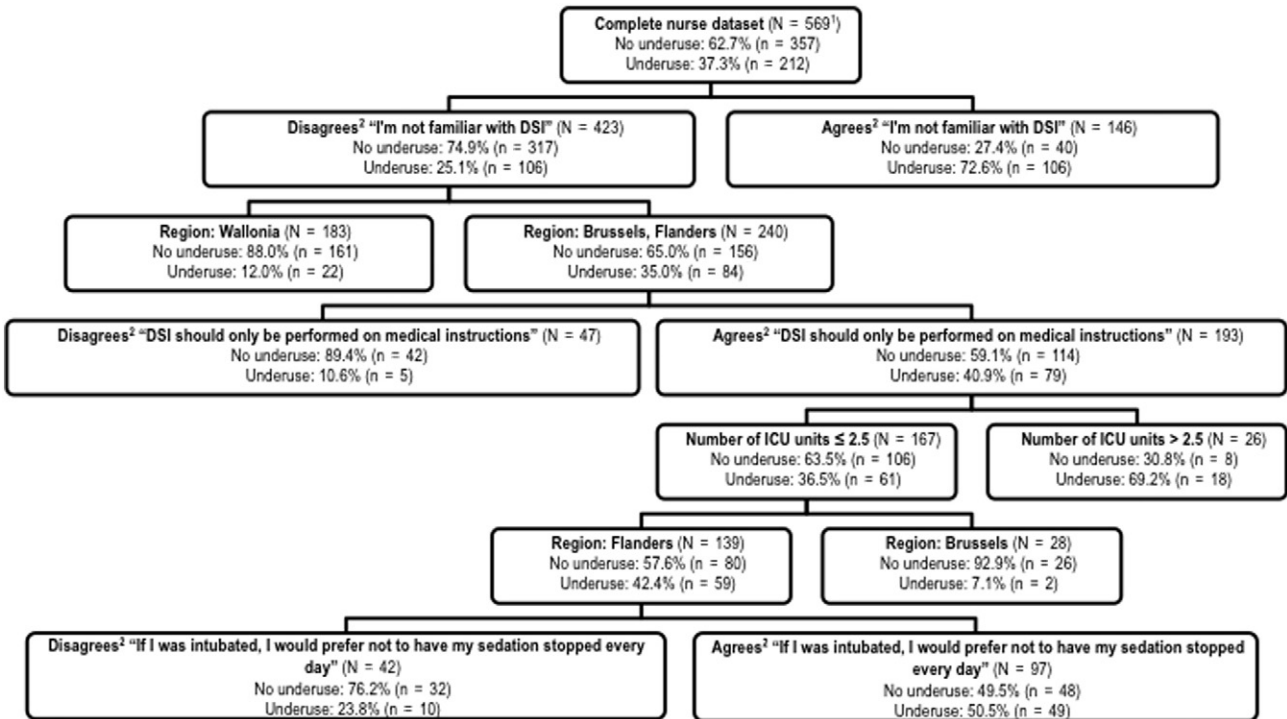 Complete nurse dataset (N = 569¹)
No underuse: 62.7% (n = 357)
Underuse: 37.3% (n = 212)
Disagrees² “I'm not familiar with DSI” (N = 423)
No underuse: 74.9% (n = 317)
Underuse: 25.1% (n = 106)
Agrees² “I'm not familiar with DSI” (N = 146)
No underuse: 27.4% (n = 40)
Underuse: 72.6% (n = 106)
Region: Wallonia (N = 183)
No underuse: 88.0% (n = 161)
Underuse: 12.0% (n = 22)
Region: Brussels, Flanders (N = 240)
No underuse: 65.0% (n = 156)
Underuse: 35.0% (n = 84)
Disagrees² “DSI should only be performed on medical instructions” (N = 47)
No underuse: 89.4% (n = 42)
Underuse: 10.6% (n = 5)
Agrees² “DSI should only be performed on medical instructions” (N = 193)
No underuse: 59.1% (n = 114)
Underuse: 40.9% (n = 79)
Number of ICU units ≤ 2.5 (N = 167)
No underuse: 63.5% (n = 106)
Underuse: 36.5% (n = 61)
Number of ICU units > 2.5 (N = 26)
No underuse: 30.8% (n = 8)
Underuse: 69.2% (n = 18)
Region: Flanders (N = 139)
No underuse: 57.6% (n = 80)
Underuse: 42.4% (n = 59)
Region: Brussels (N = 28)
No underuse: 92.9% (n = 26)
Underuse: 7.1% (n = 2)
Disagrees² “If I was intubated, I would prefer not to have my sedation stopped every
day” (N = 42)
No underuse: 76.2% (n = 32)
Underuse: 23.8% (n = 10)
Agrees² “If I was intubated, I would prefer not to have my sedation stopped
every day” (N = 97)
No underuse: 49.5% (n = 48)
Underuse: 50.5% (n = 49)